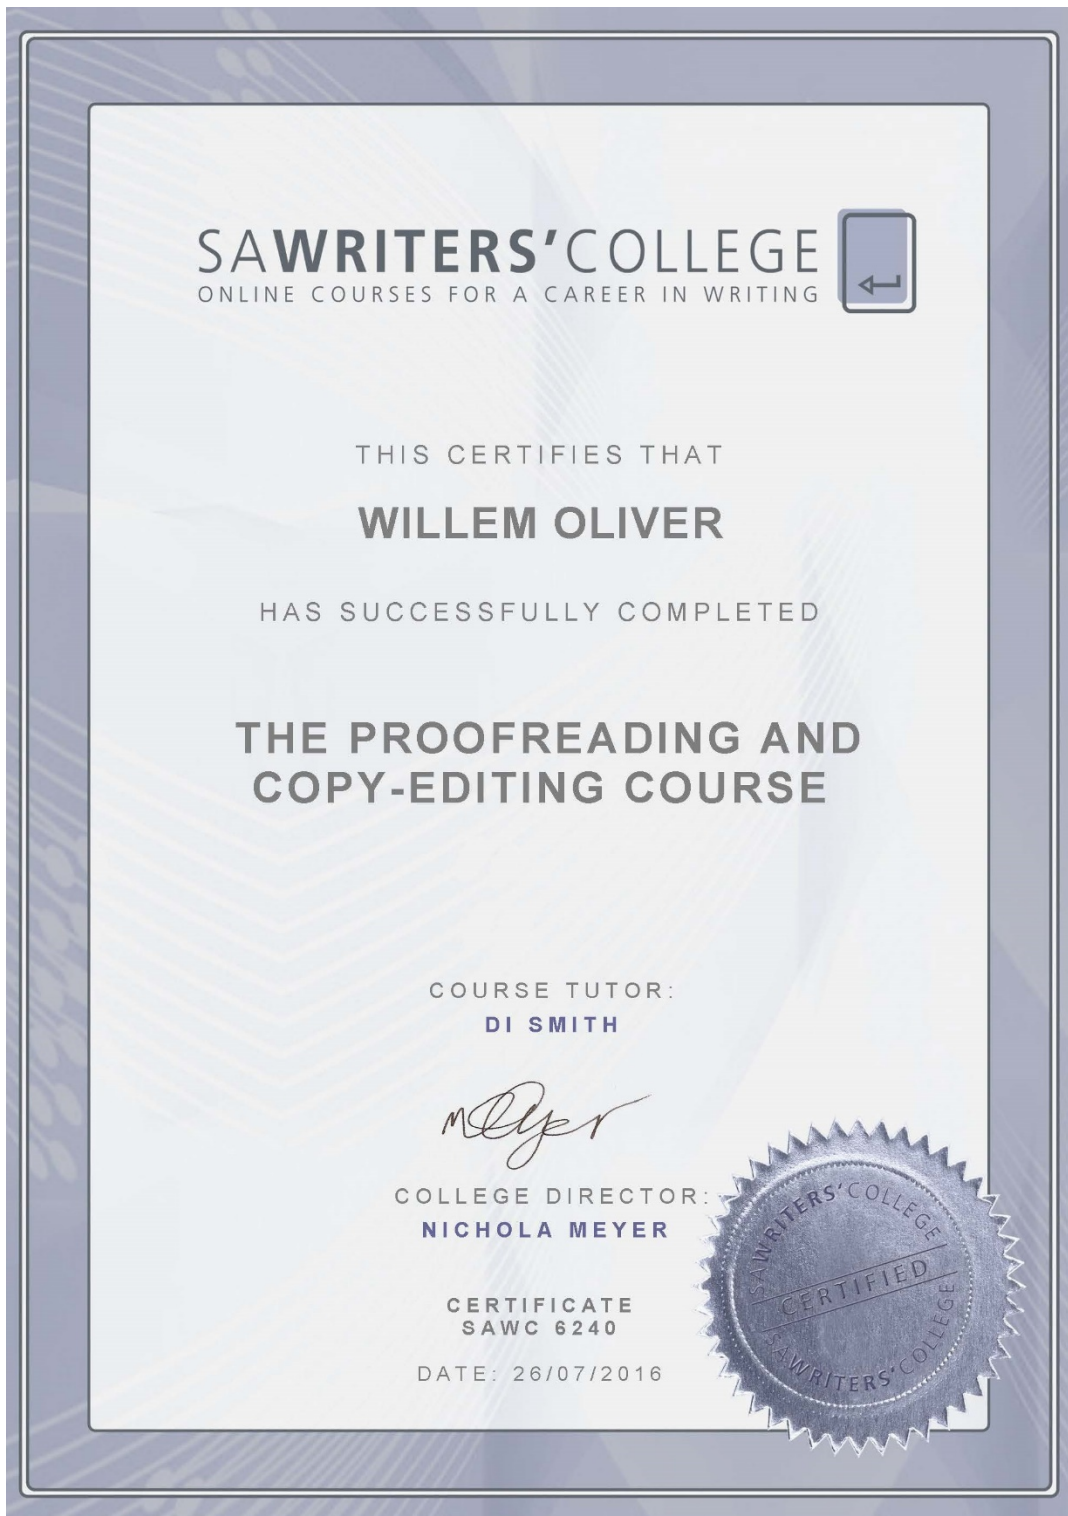 SAWRITERS'COLLEGE
ONLINE COURSES FOR A CAREER IN WRITING
THIS CERTIFIES THAT
WILLEM OLIVER
HAS SUCCESSFULLY COMPLETED
THE PROOFREADING AND
COPY-EDITING COURSE
COURSE TUTOR:
DI SMITH
Meyer
COLLEGE DIRECTOR:
NICHOLA MEYER
CERTIFICATE
SAWC 6240
DATE: 26/07/2016
SAWRITERS'COLLEGE
CERTIFIED
SAWRITERS'COLLEGE